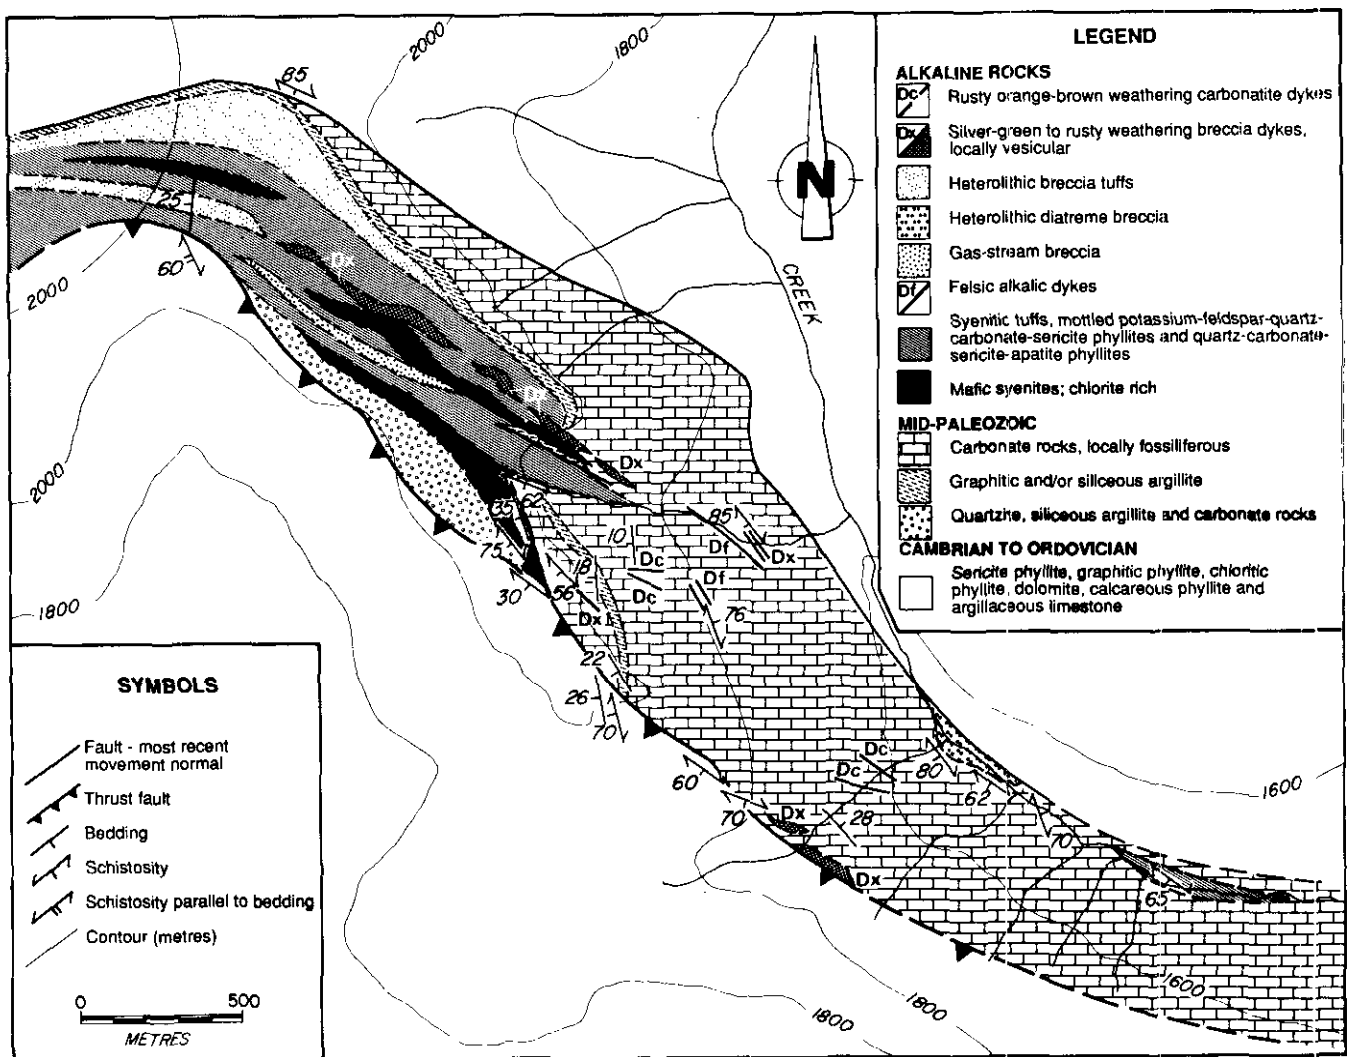 2000
1800
85
25
60
2000
Dx
Dx
N
CREEK
LEGEND
ALKALINE ROCKS
Dc
Rusty orange-brown weathering carbonatite dykes
Dx
Silver-green to rusty weathering breccia dykes,
locally vesicular
Heterolithic breccia tuffs
Heterolithic diatreme breccia
Gas-stream breccia
Df
Felsic alkalic dykes
Syenitic tuffs, mottled potassium-feldspar-quartz-
carbonate-sericite phyllites and quartz-carbonate-
sericite-apatite phyllites
Mafic syenites; chlorite rich
MID-PALEOZOIC
Carbonate rocks, locally fossiliferous
Graphitic and/or siliceous argillite
Quartzite, siliceous argillite and carbonate rocks
CAMBRIAN TO ORDOVICIAN
Sericite phyllite, graphitic phyllite, chloritic
phyllite, dolomite, calcareous phyllite and
argillaceous limestone
2000
1800
Dx
62
35
75
30
56
18
Dx
22
26
70
10
Dc
Dc
85
Df
Dx
Df
76
60
70
Dx
28
Dx
Dc
Dc
80
62
70
65
1600
1600
1800
1800
SYMBOLS
Fault - most recent
movement normal
Thrust fault
Bedding
Schistosity
Schistosity parallel to bedding
Contour (metres)
0
500
METRES